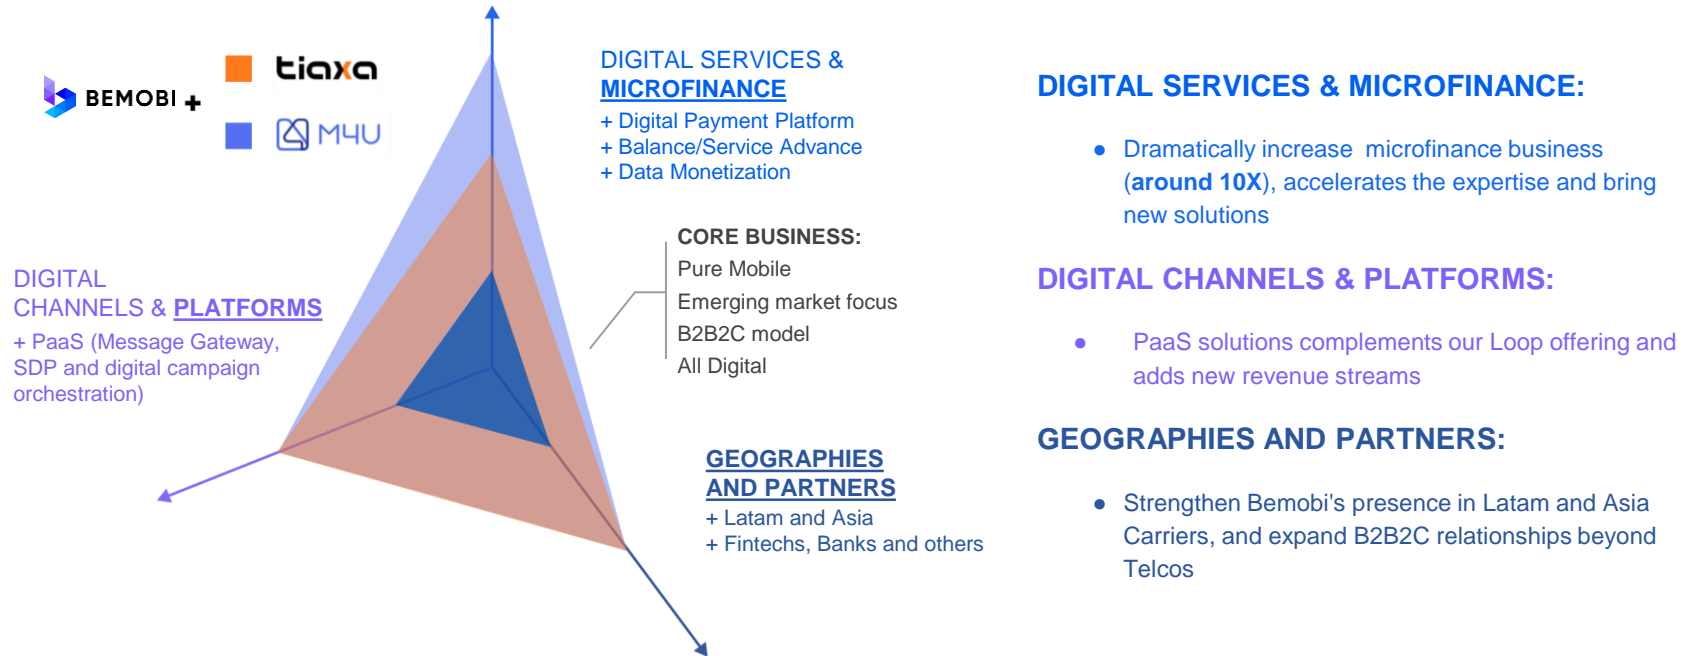 BEMOBI +
tiaxa
M4U
DIGITAL SERVICES &
MICROFINANCE
+ Digital Payment Platform
+ Balance/Service Advance
+ Data Monetization
CORE BUSINESS:
Pure Mobile
Emerging market focus
B2B2C model
All Digital
DIGITAL
CHANNELS & PLATFORMS
+ PaaS (Message Gateway,
SDP and digital campaign
orchestration)
GEOGRAPHIES
AND PARTNERS
+ Latam and Asia
+ Fintechs, Banks and others
DIGITAL SERVICES & MICROFINANCE:
● Dramatically increase  microfinance business
(around 10X), accelerates the expertise and bring
new solutions
DIGITAL CHANNELS & PLATFORMS:
● PaaS solutions complements our Loop offering and
adds new revenue streams
GEOGRAPHIES AND PARTNERS:
● Strengthen Bemobi's presence in Latam and Asia
Carriers, and expand B2B2C relationships beyond
Telcos